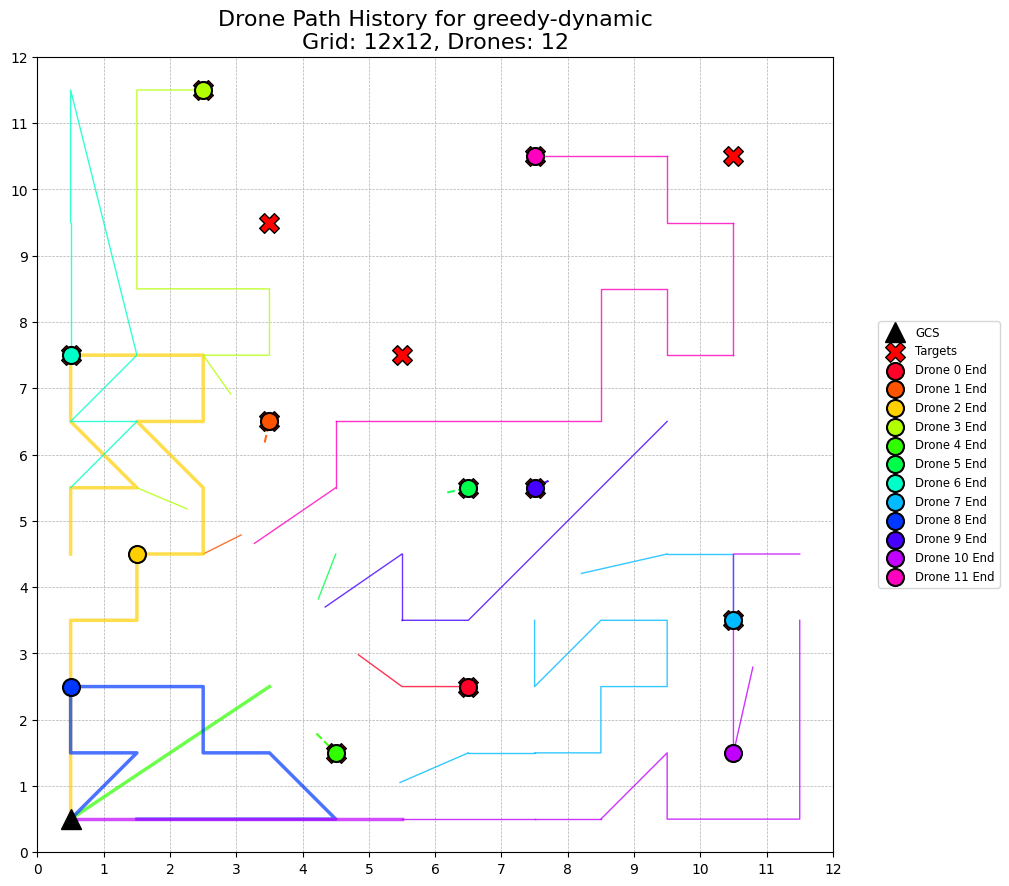 Drone Path History for greedy-dynamic
Grid: 12x12, Drones: 12
12
11
10
9
8
7
6
5
4
3
2
1
0
0 1 2 3 4 5 6 7 8 9 10 11 12
GCS
Targets
Drone 0 End
Drone 1 End
Drone 2 End
Drone 3 End
Drone 4 End
Drone 5 End
Drone 6 End
Drone 7 End
Drone 8 End
Drone 9 End
Drone 10 End
Drone 11 End